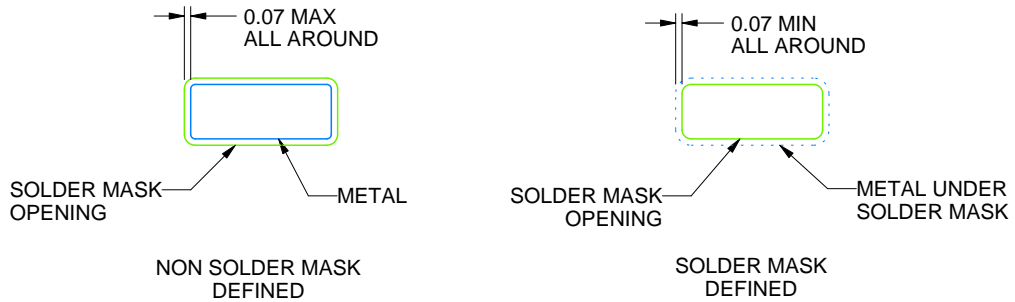 0.07 MAX
ALL AROUND
SOLDER MASK
OPENING
METAL
NON SOLDER MASK
DEFINED
0.07 MIN
ALL AROUND
SOLDER MASK
OPENING
METAL UNDER
SOLDER MASK
SOLDER MASK
DEFINED